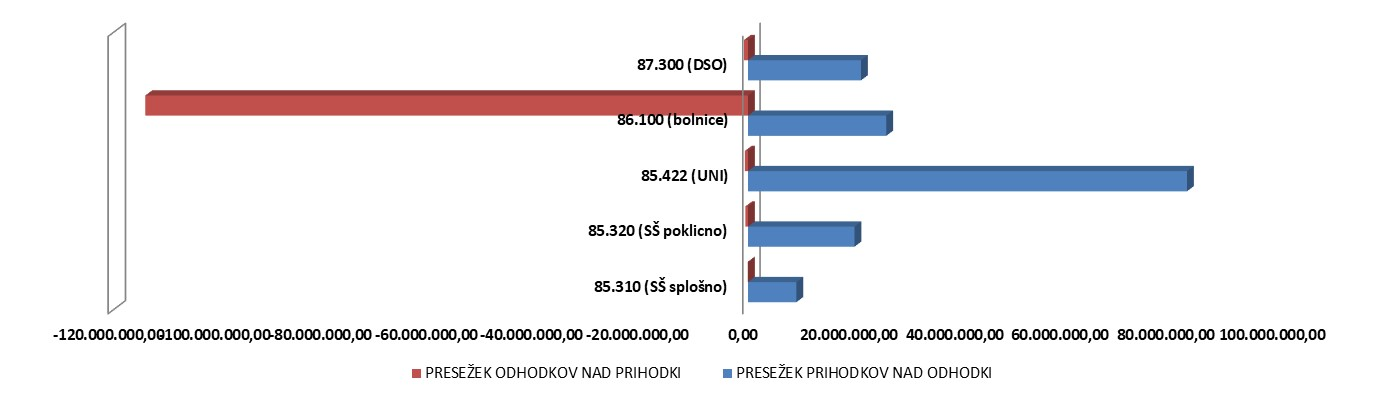 87.300 (DSO)
86.100 (bolnice)
85.422 (UNI)
85.320 (SŠ poklicno)
85.310 (SŠ splošno)
-120.000.000,00 -100.000.000,00 -80.000.000,00 -60.000.000,00 -40.000.000,00 -20.000.000,00 0,00 20.000.000,00 40.000.000,00 60.000.000,00 80.000.000,00 100.000.000,00
PRESEŽEK ODHODKOV NAD PRIHODKI PRESEŽEK PRIHODKOV NAD ODHODKI